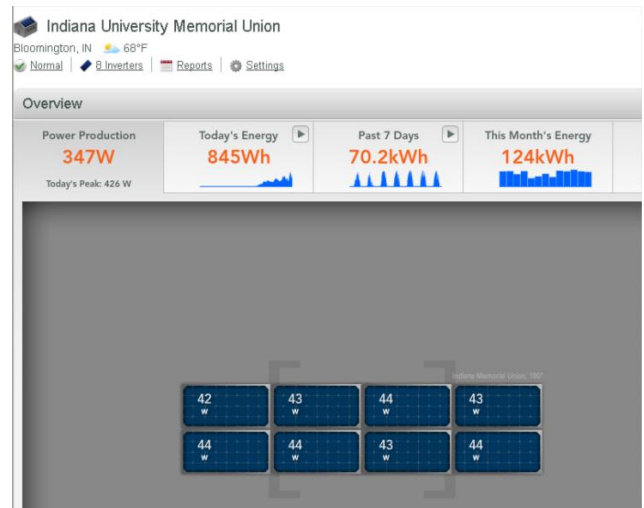 Indiana University Memorial Union
Bloomington, IN 68°F
Normal | 8 Inverters | Reports | Settings
Overview
Power Production
347W
Today's Peak: 426 W
Today's Energy
845Wh
Past 7 Days
70.2kWh
This Month's Energy
124kWh
Indiana Memorial Union, 180°
42 43 44 43
W W W W
44 44 43 44
W W W W